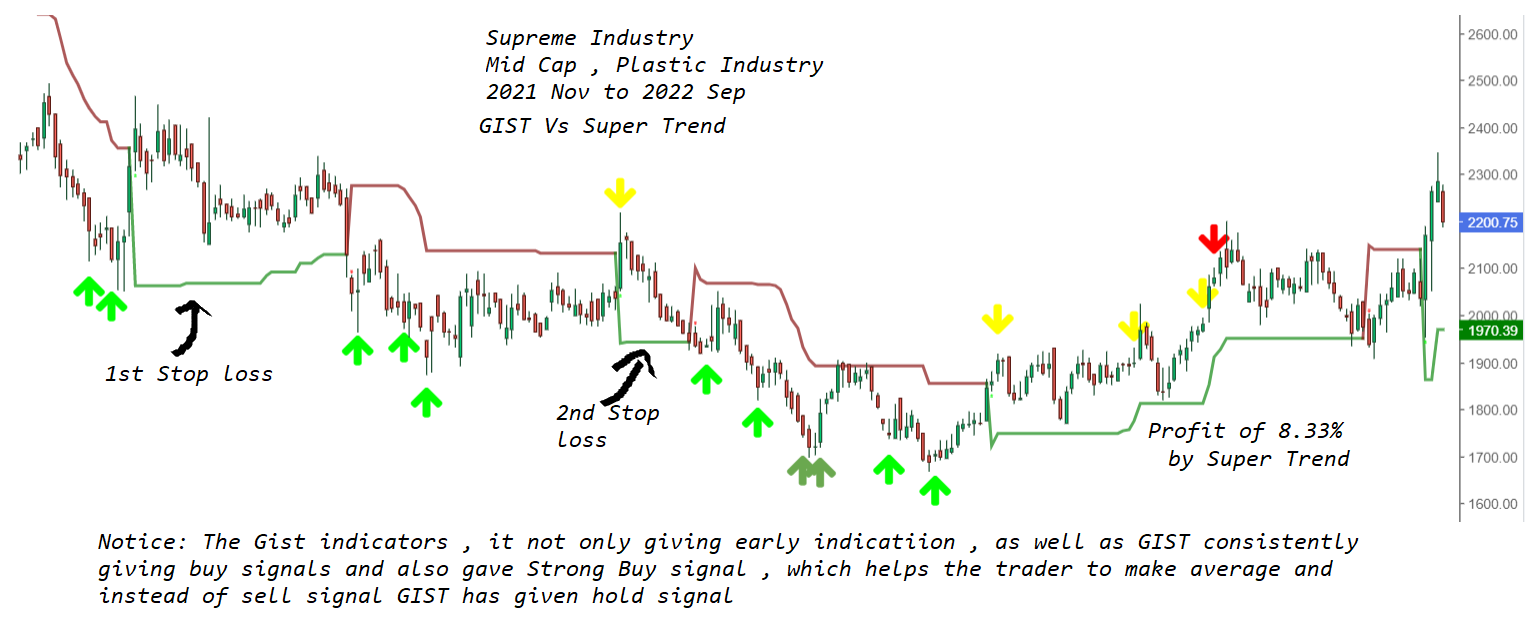 Supreme Industry
Mid Cap , Plastic Industry
2021 Nov to 2022 Sep
GIST Vs Super Trend
2600.00
2500.00
2400.00
2300.00
2200.75
2100.00
2000.00
1970.39
1900.00
1800.00
1700.00
1600.00
1st Stop loss
2nd Stop
loss
Profit of 8.33%
by Super Trend
Notice: The Gist indicators , it not only giving early indicatiion , as well as GIST consistently
giving buy signals and also gave Strong Buy signal , which helps the trader to make average and
instead of sell signal GIST has given hold signal